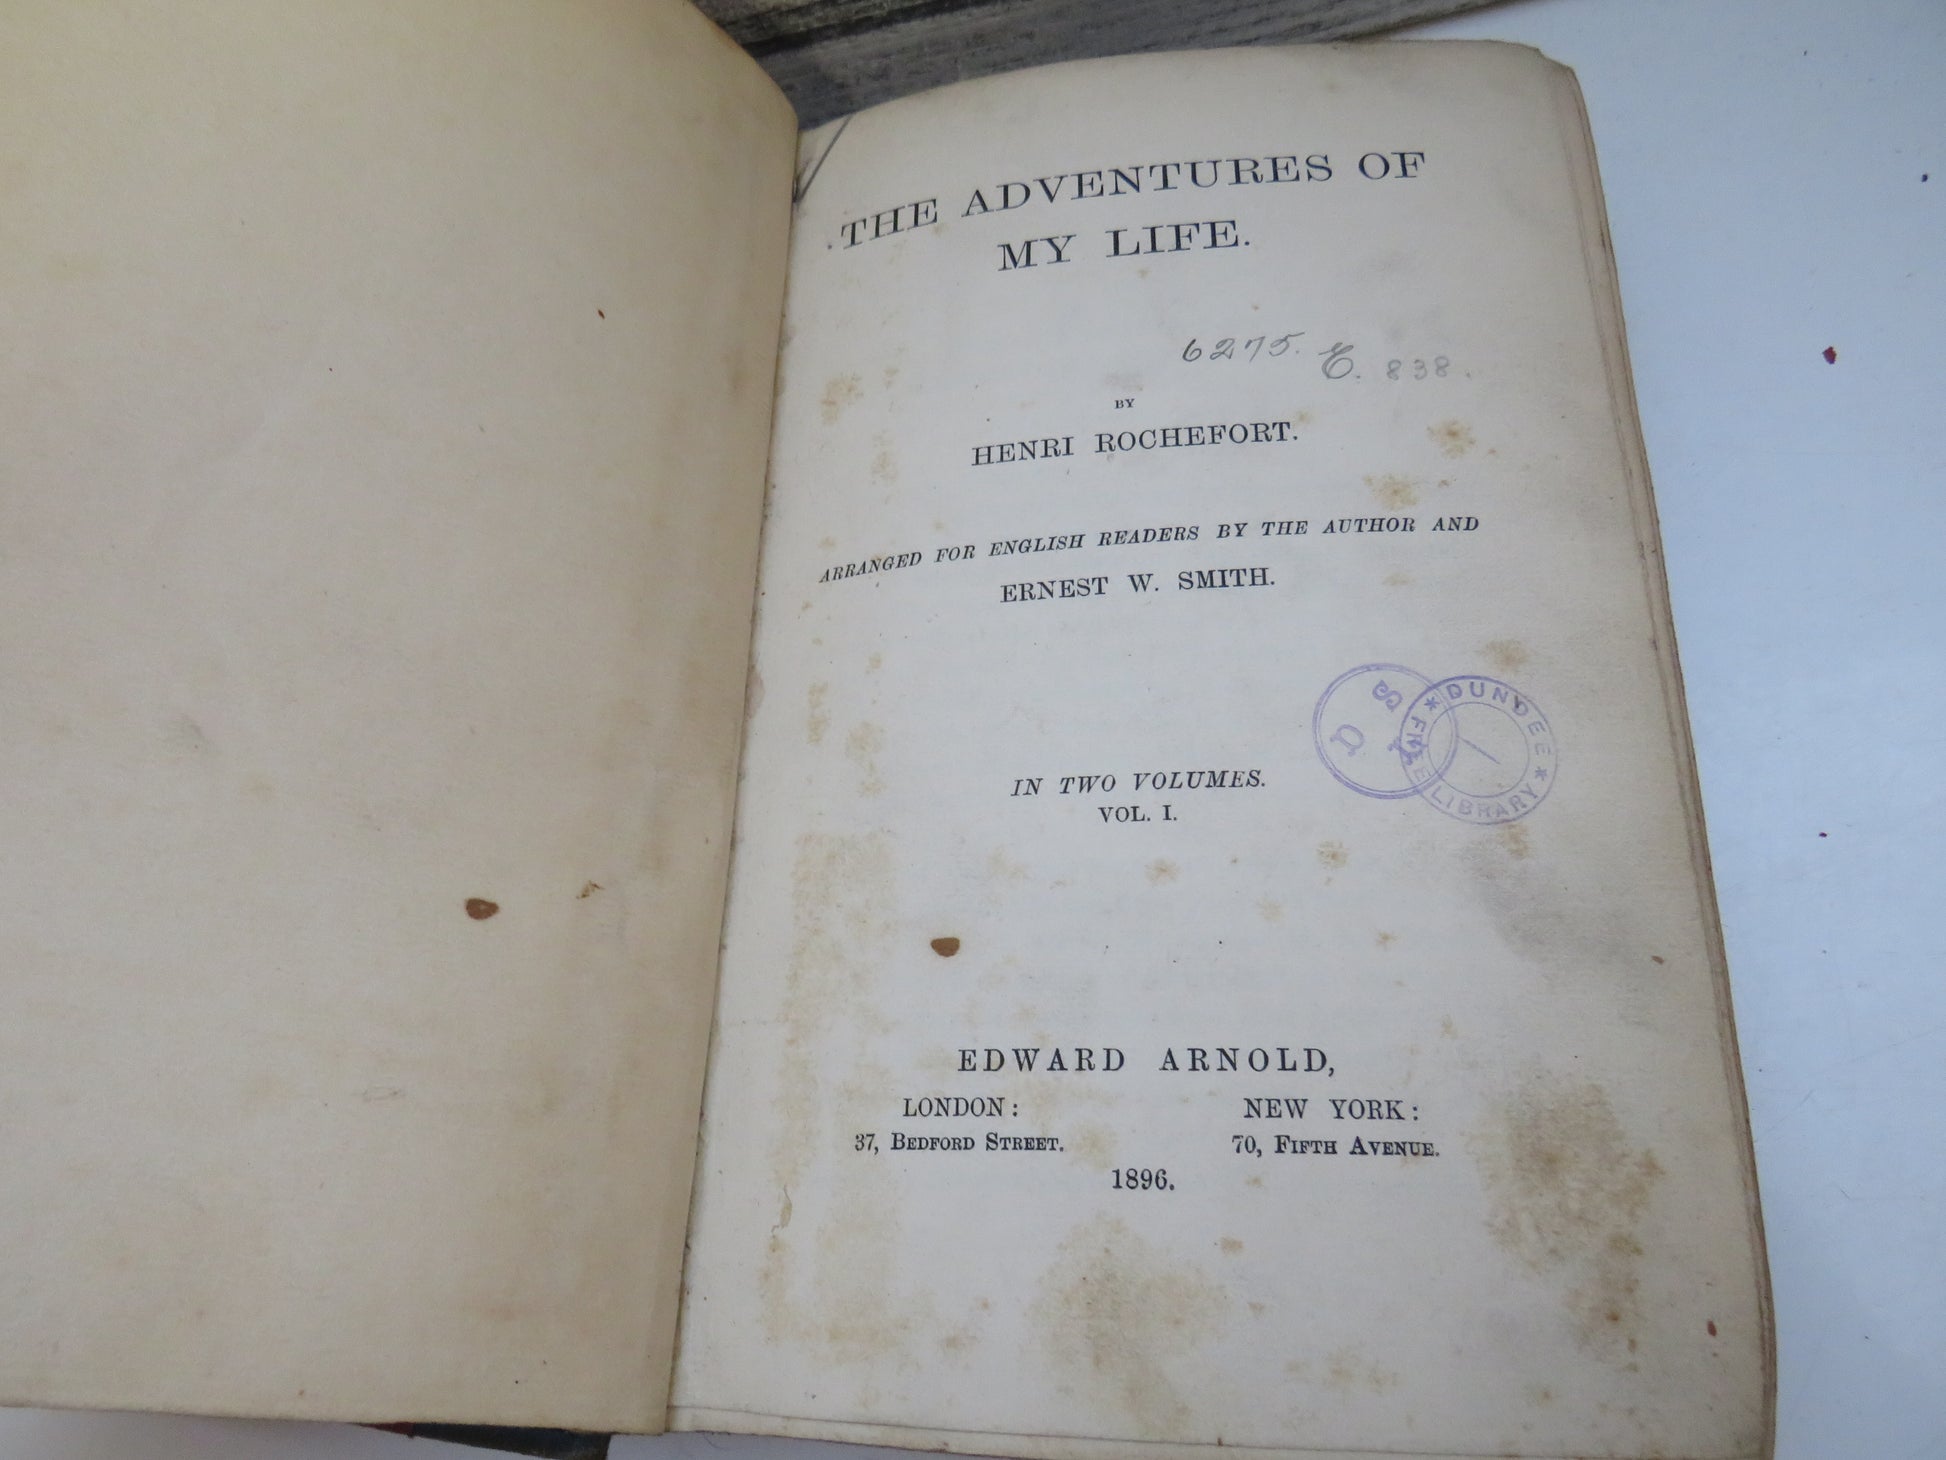 THE ADVENTURES OF
MY LIFE.
6275. E. 838.
BY
HENRI ROCHEFORT.
ARRANGED FOR ENGLISH READERS BY THE AUTHOR AND
ERNEST W. SMITH.
DUNDEE
FREE LIBRARY
IN TWO VOLUMES.
VOL. I.
EDWARD ARNOLD,
LONDON: NEW YORK:
37, BEDFORD STREET. 70, FIFTH AVENUE.
1896.